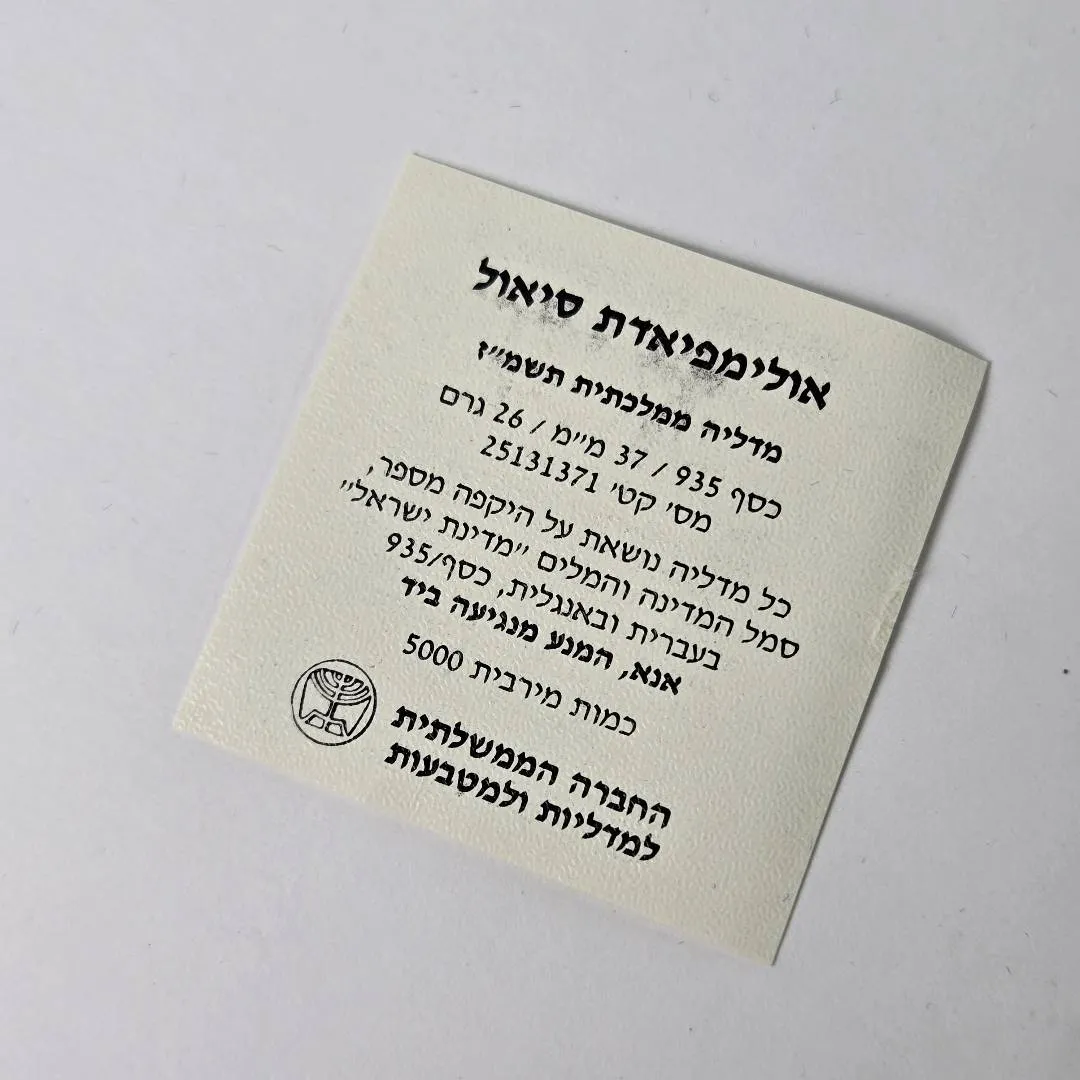 אולימפיאדת סיאול
מדליה ממלכתית תשמ״ז
כסף 935 / 37 מ״מ / 26 גרם
מס׳ קט׳ 25131371
כל מדליה נושאת על היקפה מספר,
סמל המדינה והמלים ״מדינת ישראל״
בעברית ובאנגלית, כסף/935
אנא, המנע מנגיעה ביד
כמות מירבית 5000
החברה הממשלתית
למדליות ולמטבעות